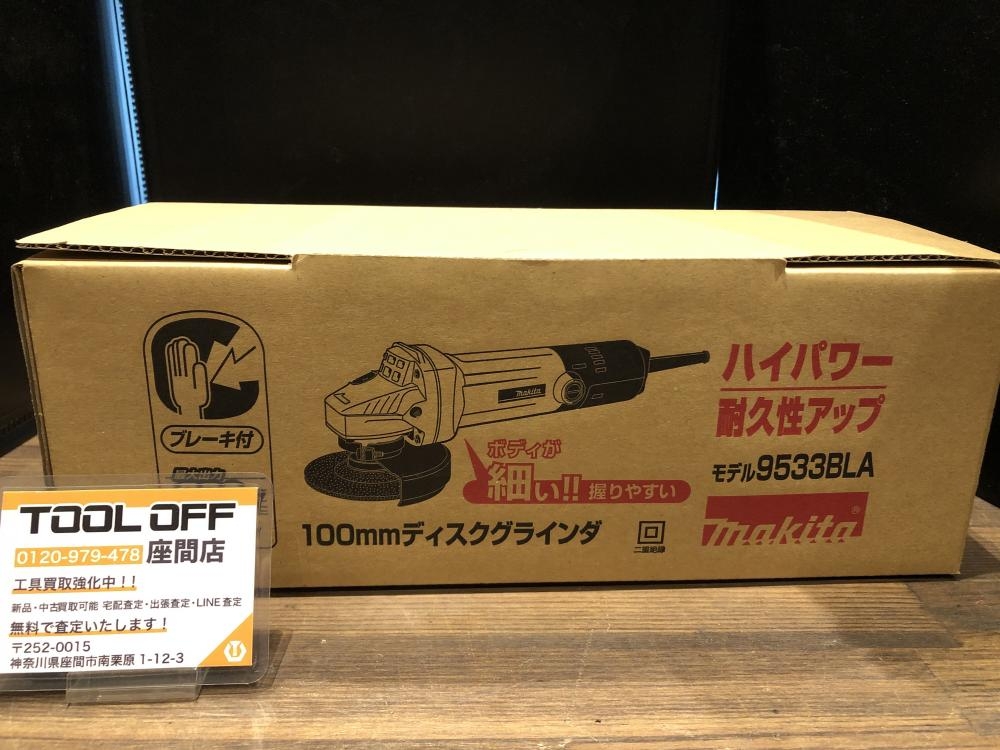 ブレーキ付
最大出力
makita
ボディが
細い!! 握りやすい
100mmディスクグラインダ
二重絶縁
ハイパワー
耐久性アップ
モデル9533BLA
makita®
TOOL OFF
0120-979-478 座間店
工具買取強化中!!
新品・中古買取可能 宅配査定・出張査定・LINE査定
無料で査定いたします!
〒252-0015
神奈川県座間市南栗原 1-12-3